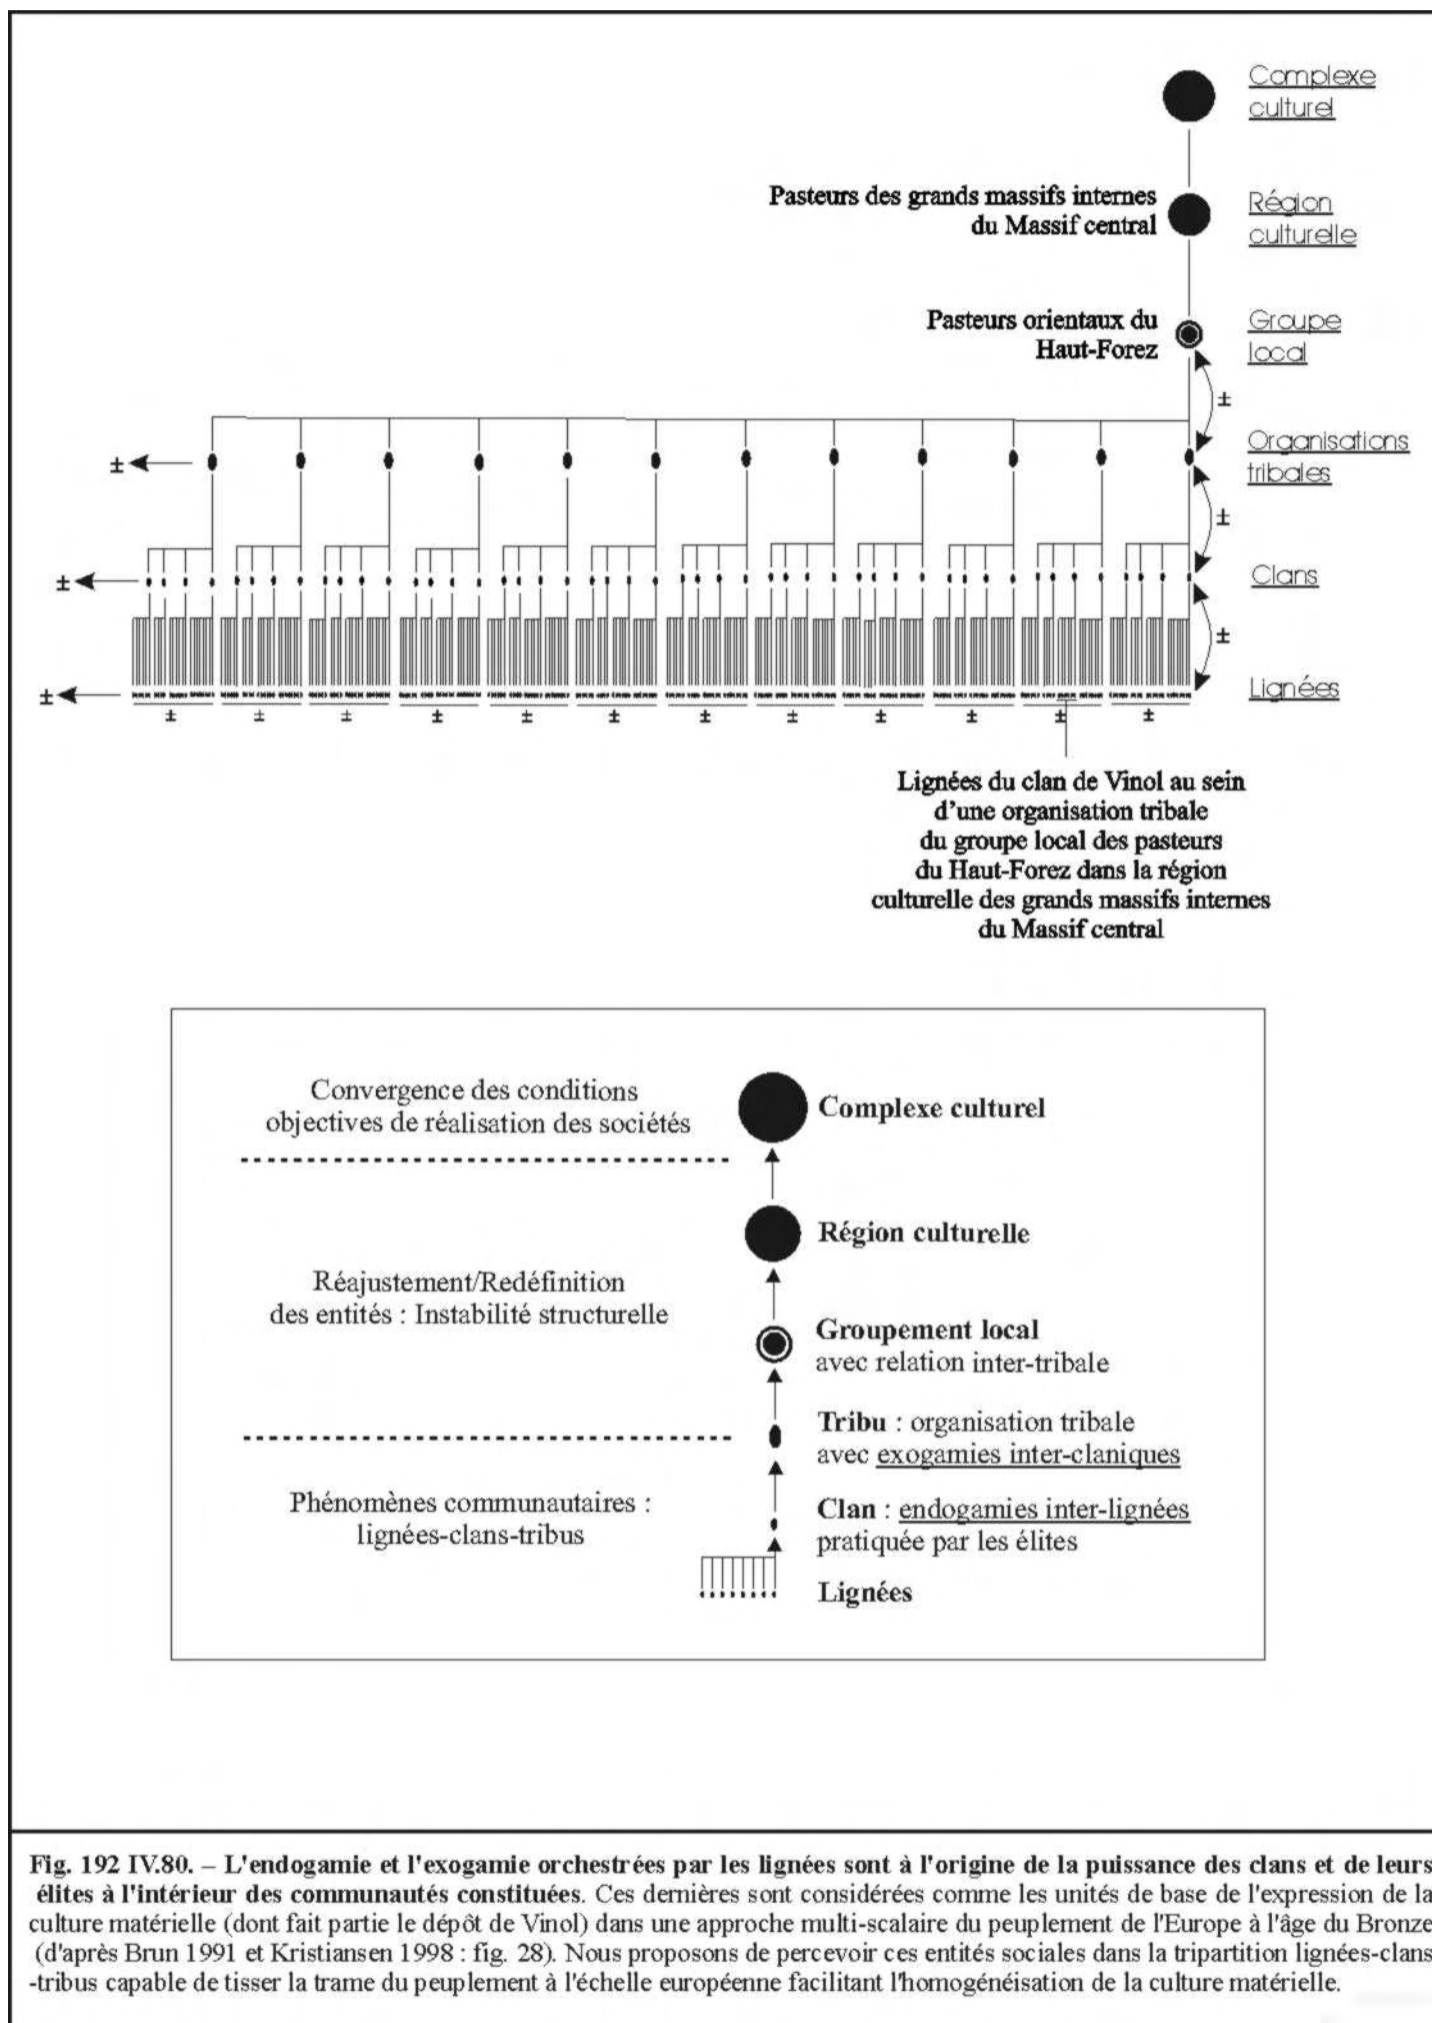 Complexe
culturel
Pasteurs des grands massifs internes
du Massif central
Région
culturelle
Pasteurs orientaux du
Haut-Forez
Groupe
local
±
±
Organisations
tribales
±
±
Clans
±
±
Lignées
± ± ± ± ± ± ± ± ± ± ± ±
Lignées du clan de Vinol au sein
d'une organisation tribale
du groupe local des pasteurs
du Haut-Forez dans la région
culturelle des grands massifs internes
du Massif central
Convergence des conditions
objectives de réalisation des sociétés
Complexe culturel
Région culturelle
Réajustement/Redéfinition
des entités : Instabilité structurelle
Groupement local
avec relation inter-tribale
Tribu : organisation tribale
avec exogamies inter-claniques
Phénomènes communautaires :
lignées-clans-tribus
Clan : endogamies inter-lignées
pratiquée par les élites
Lignées
Fig. 192 IV.80. – L'endogamie et l'exogamie orchestrées par les lignées sont à l'origine de la puissance des clans et de leurs
élites à l'intérieur des communautés constituées. Ces dernières sont considérées comme les unités de base de l'expression de la
culture matérielle (dont fait partie le dépôt de Vinol) dans une approche multi-scalaire du peuplement de l'Europe à l'âge du Bronze
(d'après Brun 1991 et Kristiansen 1998 : fig. 28). Nous proposons de percevoir ces entités sociales dans la tripartition lignées-clans
-tribus capable de tisser la trame du peuplement à l'échelle européenne facilitant l'homogénéisation de la culture matérielle.